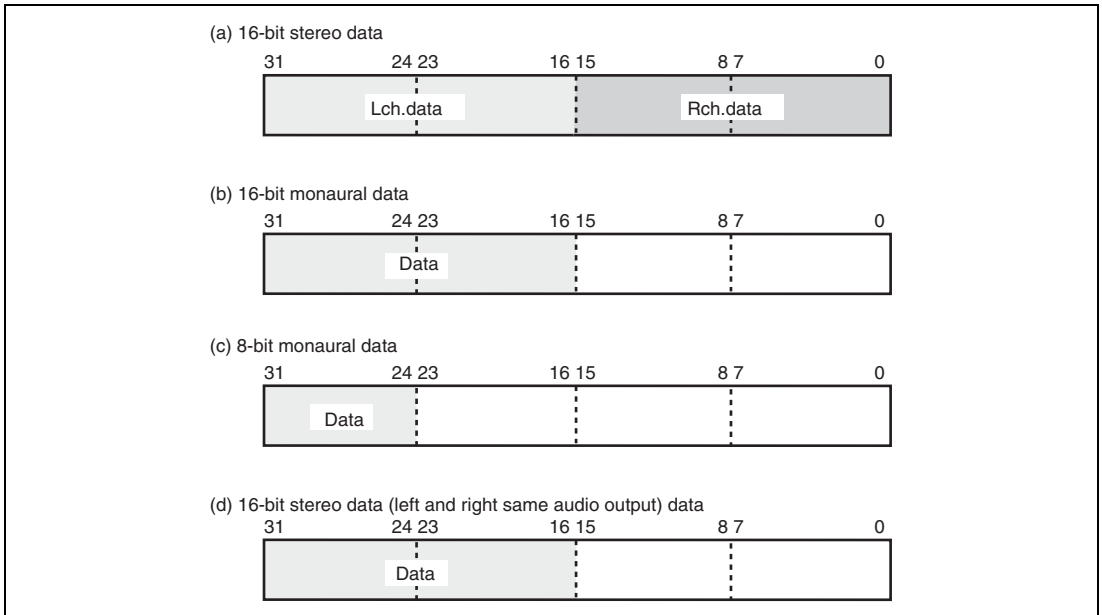 (a) 16-bit stereo data
31 24 23 16 15 8 7 0
Lch.data Rch.data
(b) 16-bit monaural data
31 24 23 16 15 8 7 0
Data
(c) 8-bit monaural data
31 24 23 16 15 8 7 0
Data
(d) 16-bit stereo data (left and right same audio output) data
31 24 23 16 15 8 7 0
Data